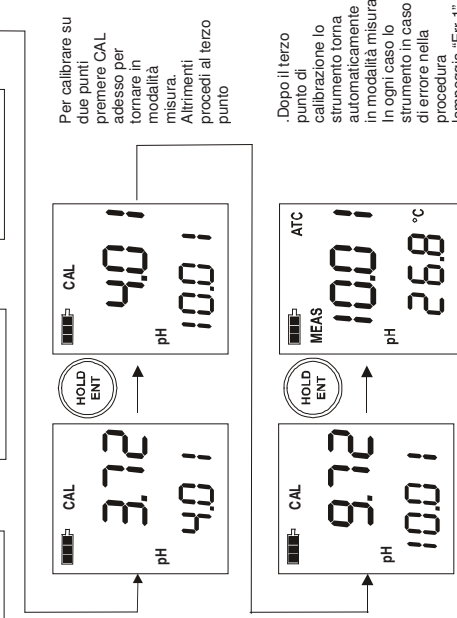 CAL
3.72
pH
4.01
HOLD
ENT
CAL
4.01
pH
10.01
Per calibrare su
due punti
premere CAL
adesso per
tornare in
modalità
misura.
Altrimenti
procedi al terzo
punto
CAL
9.72
pH
10.01
HOLD
ENT
ATC
MEAS
10.01
pH
26.8 °C
.Dopo il terzo
punto di
calibrazione lo
strumento torna
automaticamente
in modalità misura
In ogni caso lo
strumento in caso
di errore nella
procedura
lampeggia "Err 1"